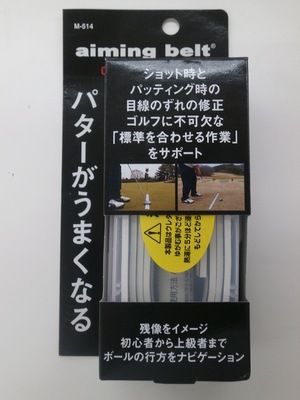 M-514
aiming belt®
パターがうまくなる
ショット時と
パッティング時の
目線のずれの修正
ゴルフに不可欠な
「標準を合わせる作業」
をサポート
残像をイメージ
初心者から上級者まで
ボールの行方をナビゲーション